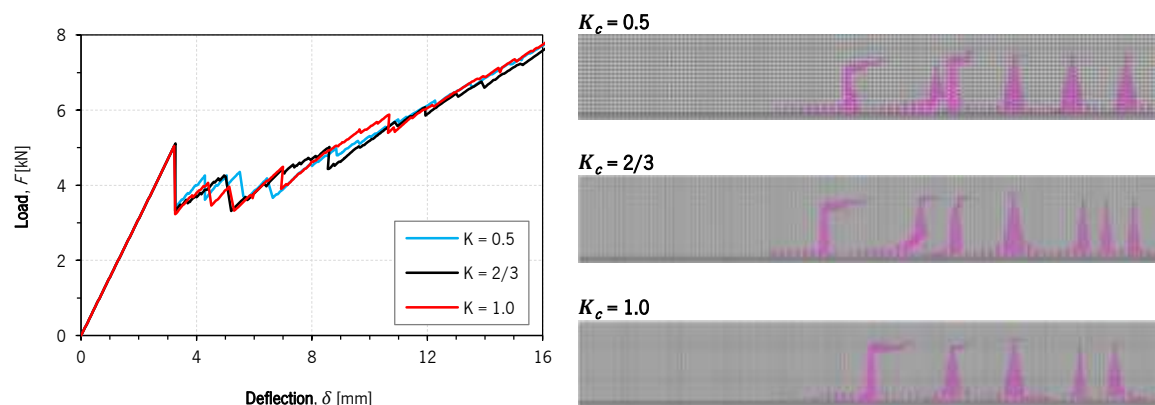 8
6
4
2
0
0
4
8
12
16
Load, F [kN]
Deflection, δ [mm]
K = 0.5
K = 2/3
K = 1.0
K_c = 0.5
K_c = 2/3
K_c = 1.0